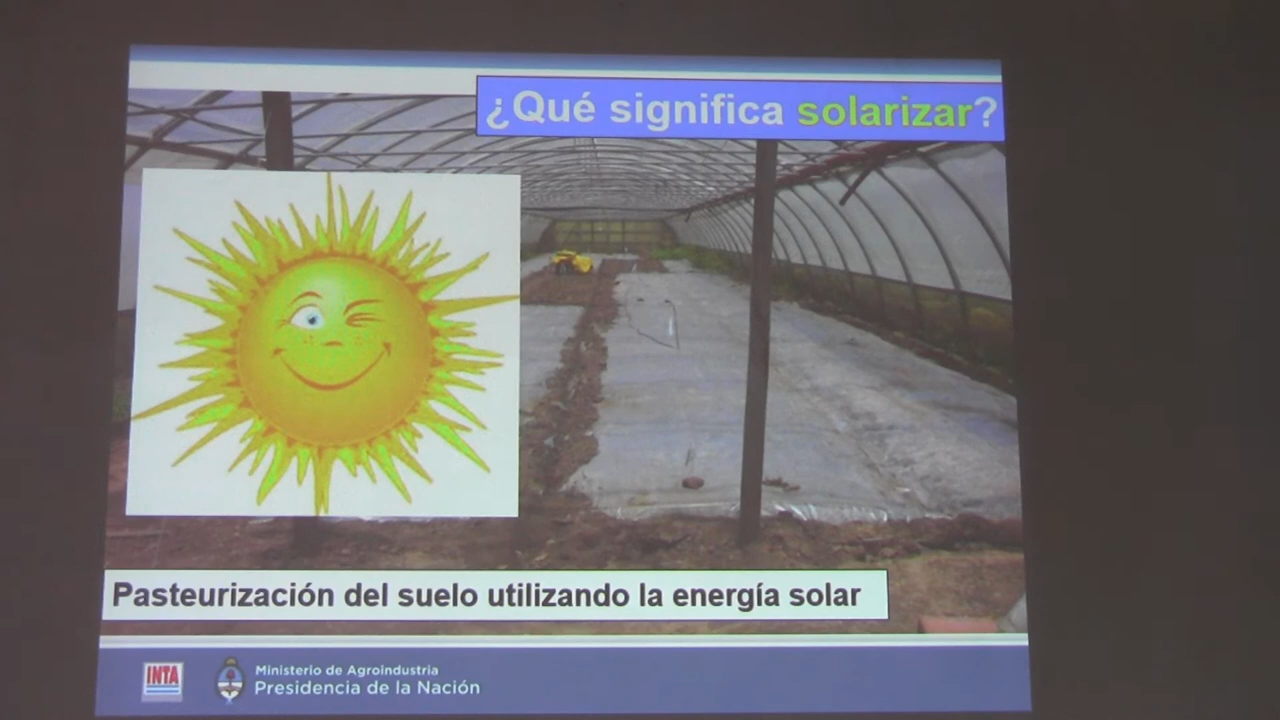 ¿Qué significa solarizar?
Pasteurización del suelo utilizando la energía solar
INTA
Ministerio de Agroindustria
Presidencia de la Nación